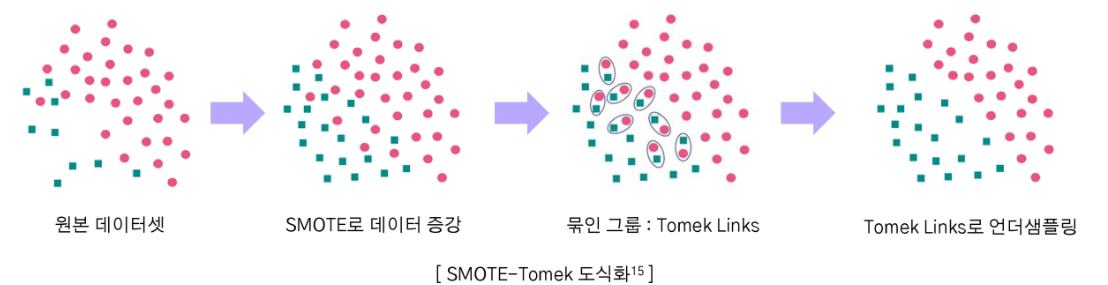 원본 데이터셋
SMOTE로 데이터 증강
묶인 그룹 : Tomek Links
Tomek Links로 언더샘플링
[ SMOTE-Tomek 도식화¹⁵ ]